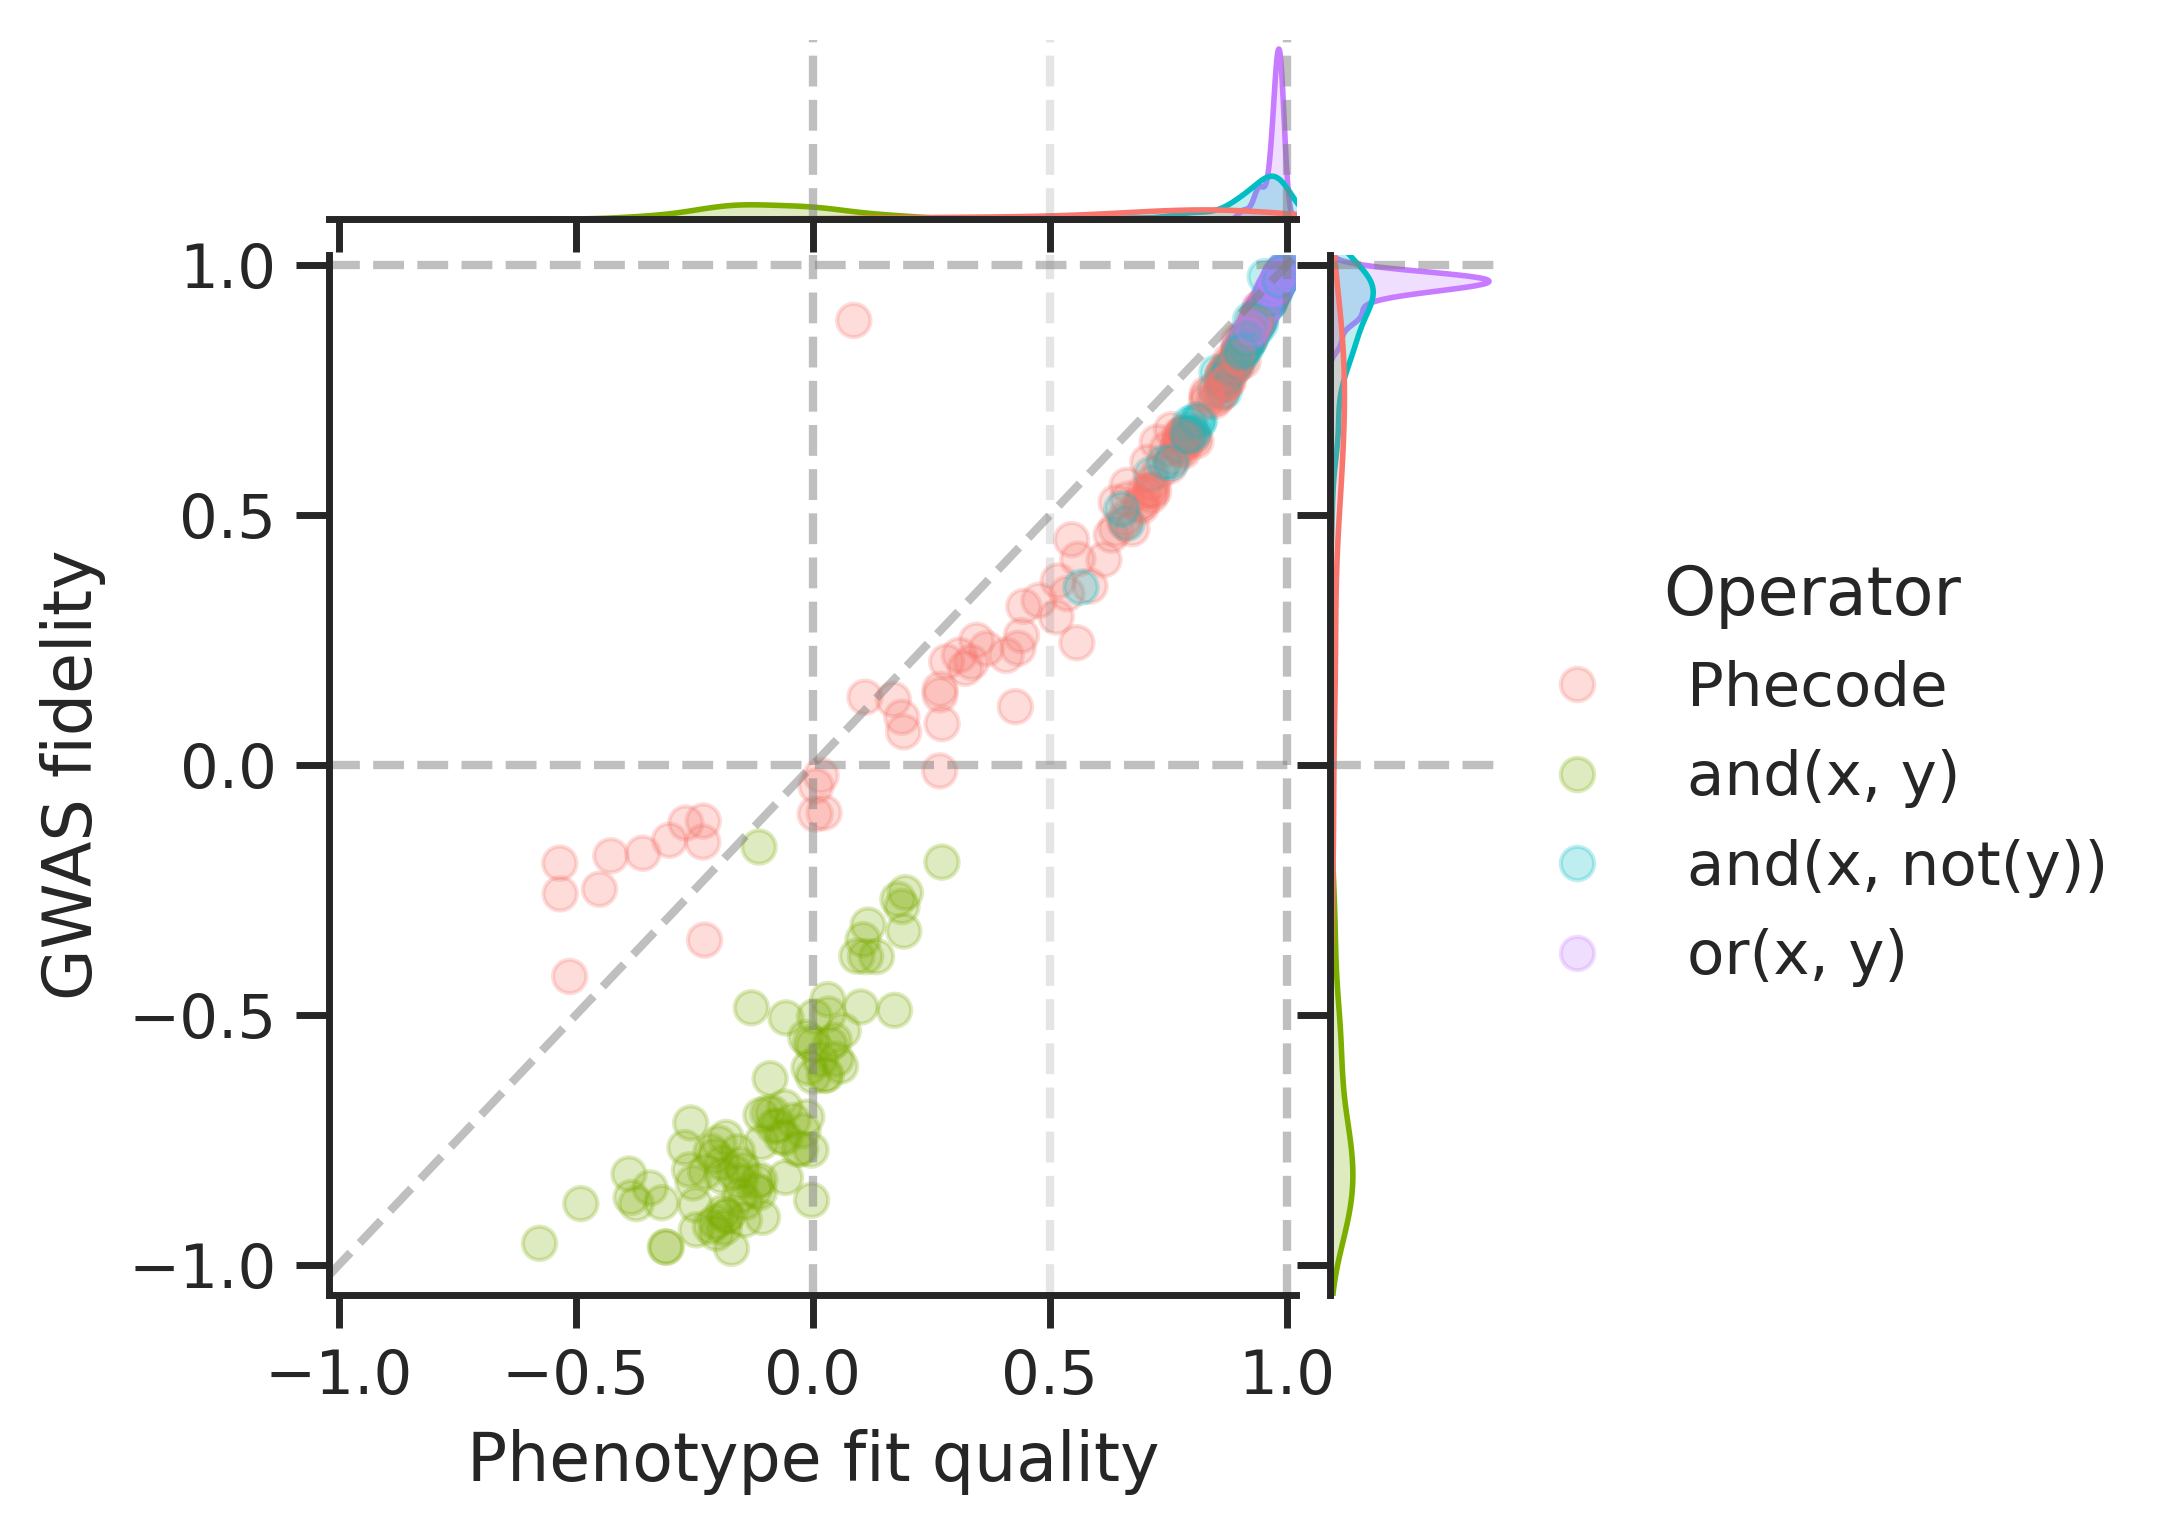 1.0
0.5
0.0
−0.5
−1.0
GWAS fidelity
−1.0 −0.5 0.0 0.5 1.0
Phenotype fit quality
Operator
Phecode
and(x, y)
and(x, not(y))
or(x, y)